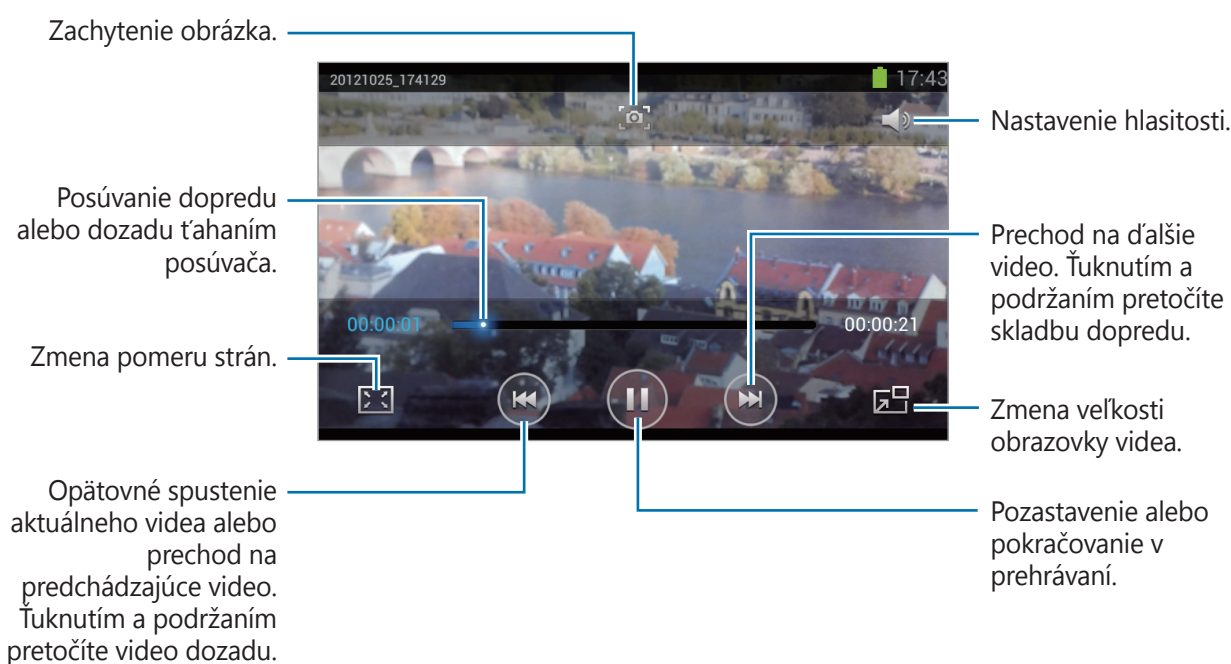 Zachytenie obrázka.
20121025_174129
17:43
Nastavenie hlasitosti.
Posúvanie dopredu
alebo dozadu ťahaním
posúvača.
Prechod na ďalšie
video. Ťuknutím a
podržaním pretočíte
skladbu dopredu.
00:00:01
00:00:21
Zmena pomeru strán.
Zmena veľkosti
obrazovky videa.
Opätovné spustenie
aktuálneho videa alebo
prechod na
predchádzajúce video.
Ťuknutím a podržaním
pretočíte video dozadu.
Pozastavenie alebo
pokračovanie v
prehrávaní.